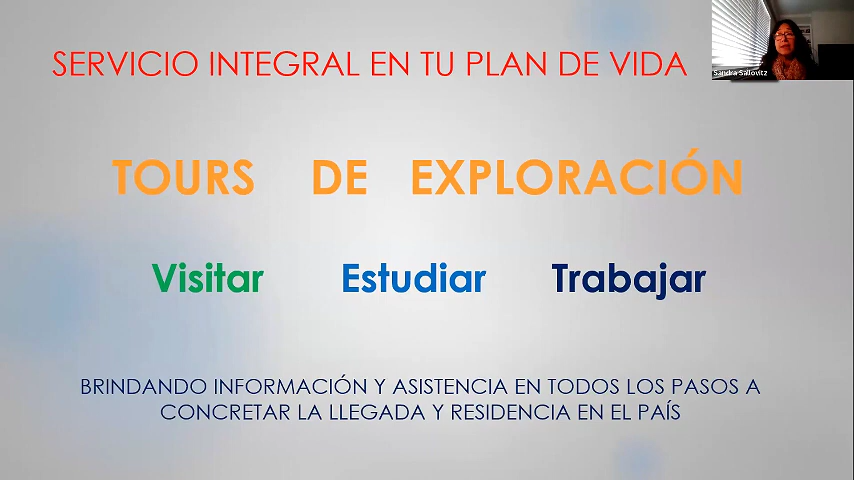 SERVICIO INTEGRAL EN TU PLAN DE VIDA
Sandra Sallovitz
TOURS DE EXPLORACIÓN
Visitar Estudiar Trabajar
BRINDANDO INFORMACIÓN Y ASISTENCIA EN TODOS LOS PASOS A
CONCRETAR LA LLEGADA Y RESIDENCIA EN EL PAÍS